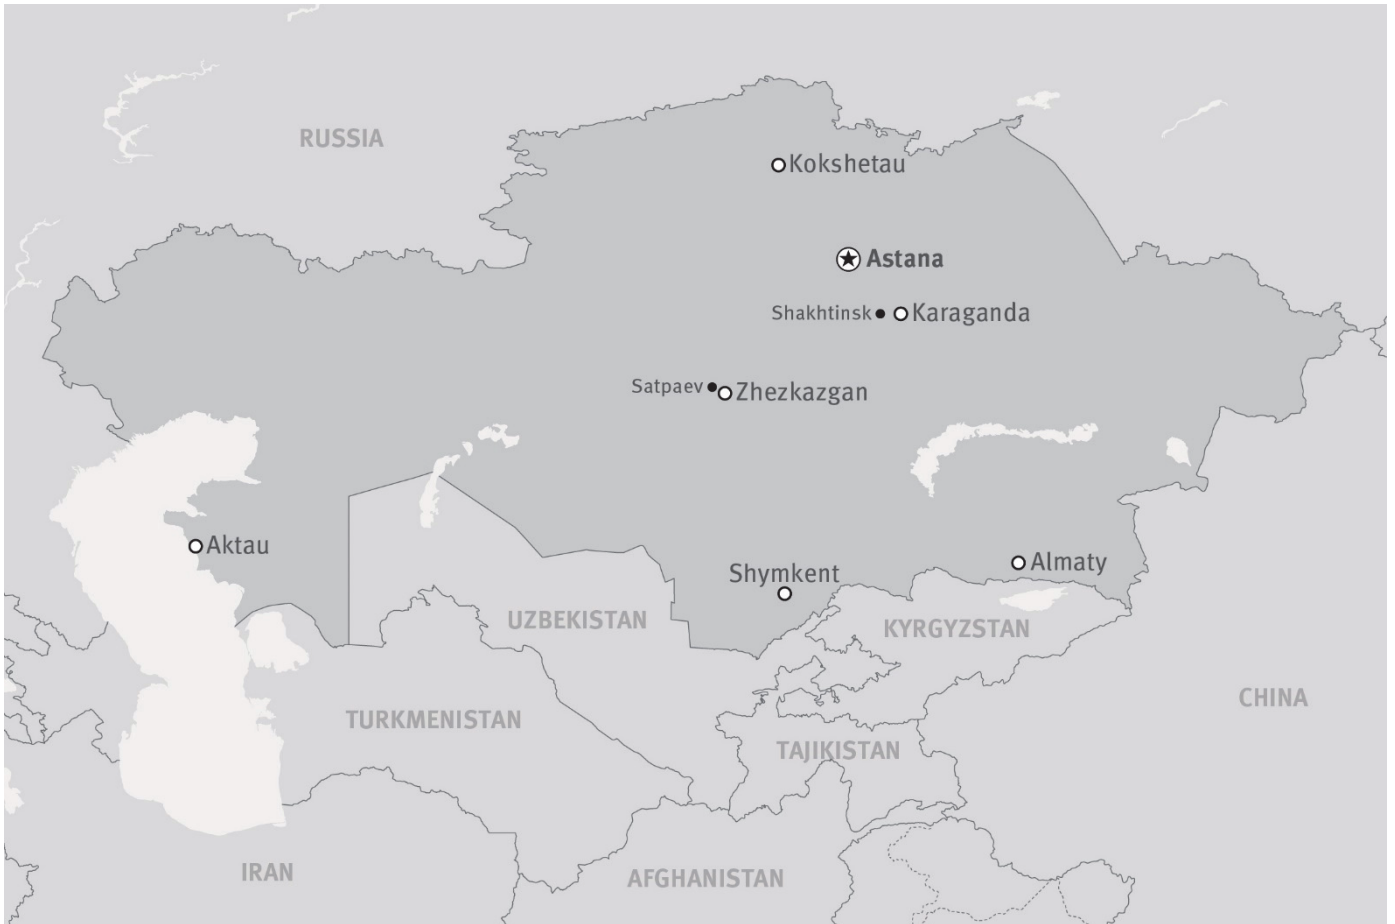 RUSSIA
Kokshetau
Astana
Shakhtinsk
Karaganda
Satpaev
Zhezkazgan
Aktau
Almaty
Shymkent
UZBEKISTAN
KYRGYZSTAN
CHINA
TURKMENISTAN
TAJIKISTAN
IRAN
AFGHANISTAN